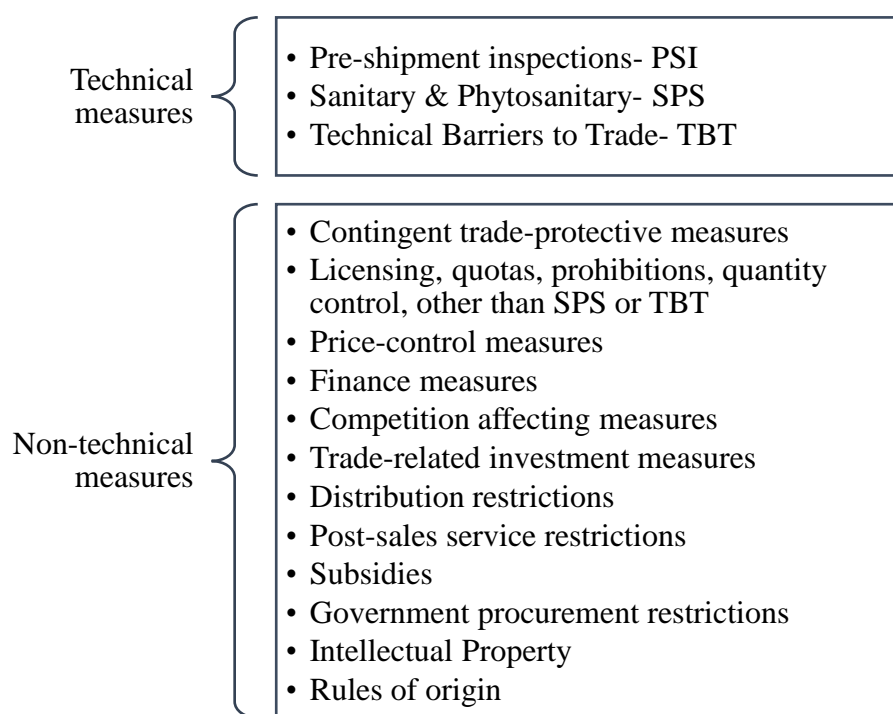 Technical
measures
• Pre-shipment inspections- PSI
• Sanitary & Phytosanitary- SPS
• Technical Barriers to Trade- TBT
Non-technical
measures
• Contingent trade-protective measures
• Licensing, quotas, prohibitions, quantity
control, other than SPS or TBT
• Price-control measures
• Finance measures
• Competition affecting measures
• Trade-related investment measures
• Distribution restrictions
• Post-sales service restrictions
• Subsidies
• Government procurement restrictions
• Intellectual Property
• Rules of origin